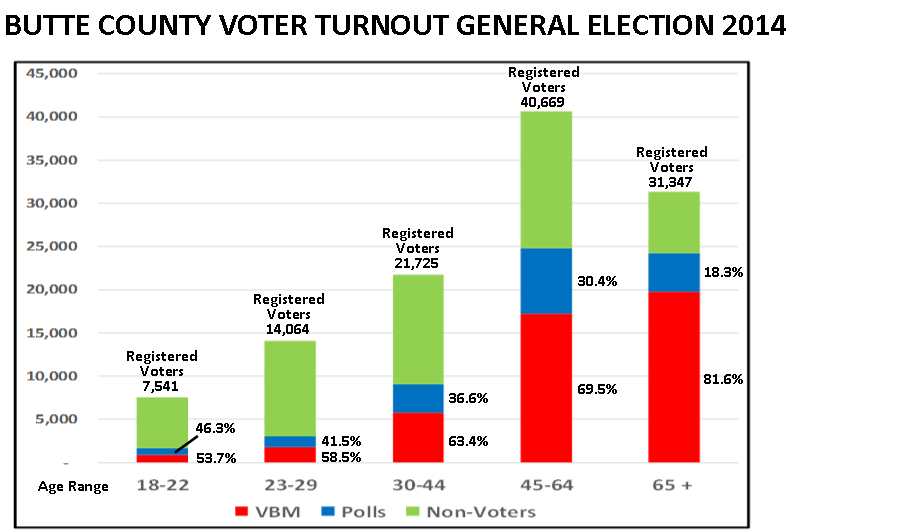 BUTTE COUNTY VOTER TURNOUT GENERAL ELECTION 2014
45,000
40,000
35,000
30,000
25,000
20,000
15,000
10,000
5,000
-
Registered
Voters
7,541
46.3%
53.7%
Registered
Voters
14,064
41.5%
58.5%
Registered
Voters
21,725
36.6%
63.4%
Registered
Voters
40,669
30.4%
69.5%
Registered
Voters
31,347
18.3%
81.6%
Age Range 18-22 23-29 30-44 45-64 65 +
VBM Polls Non-Voters